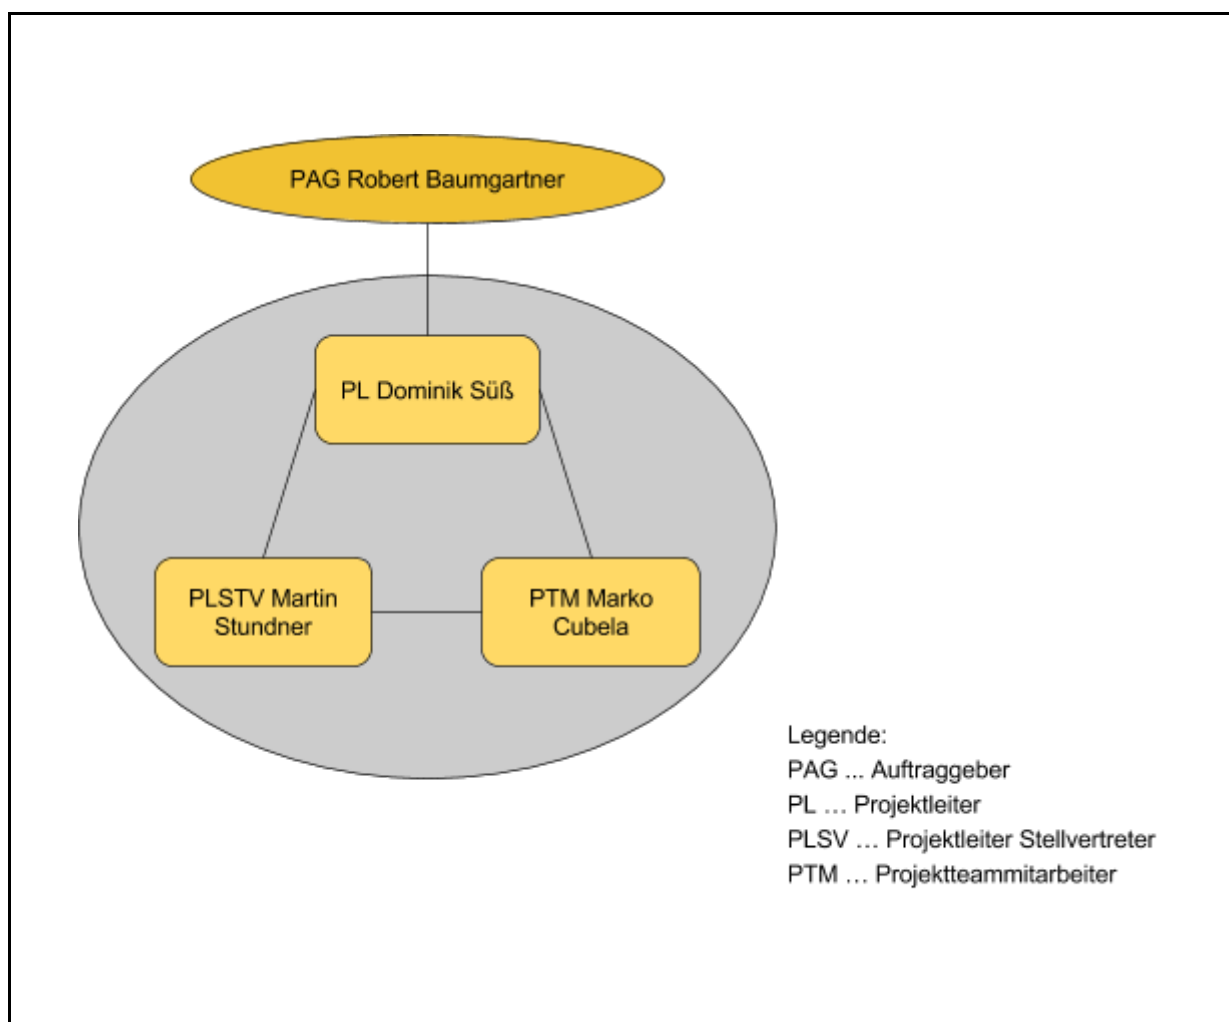 PAG Robert Baumgartner
PL Dominik Süß
PLSTV Martin
Stundner
PTM Marko
Cubela
Legende:
PAG ... Auftraggeber
PL … Projektleiter
PLSV … Projektleiter Stellvertreter
PTM … Projektteammitarbeiter